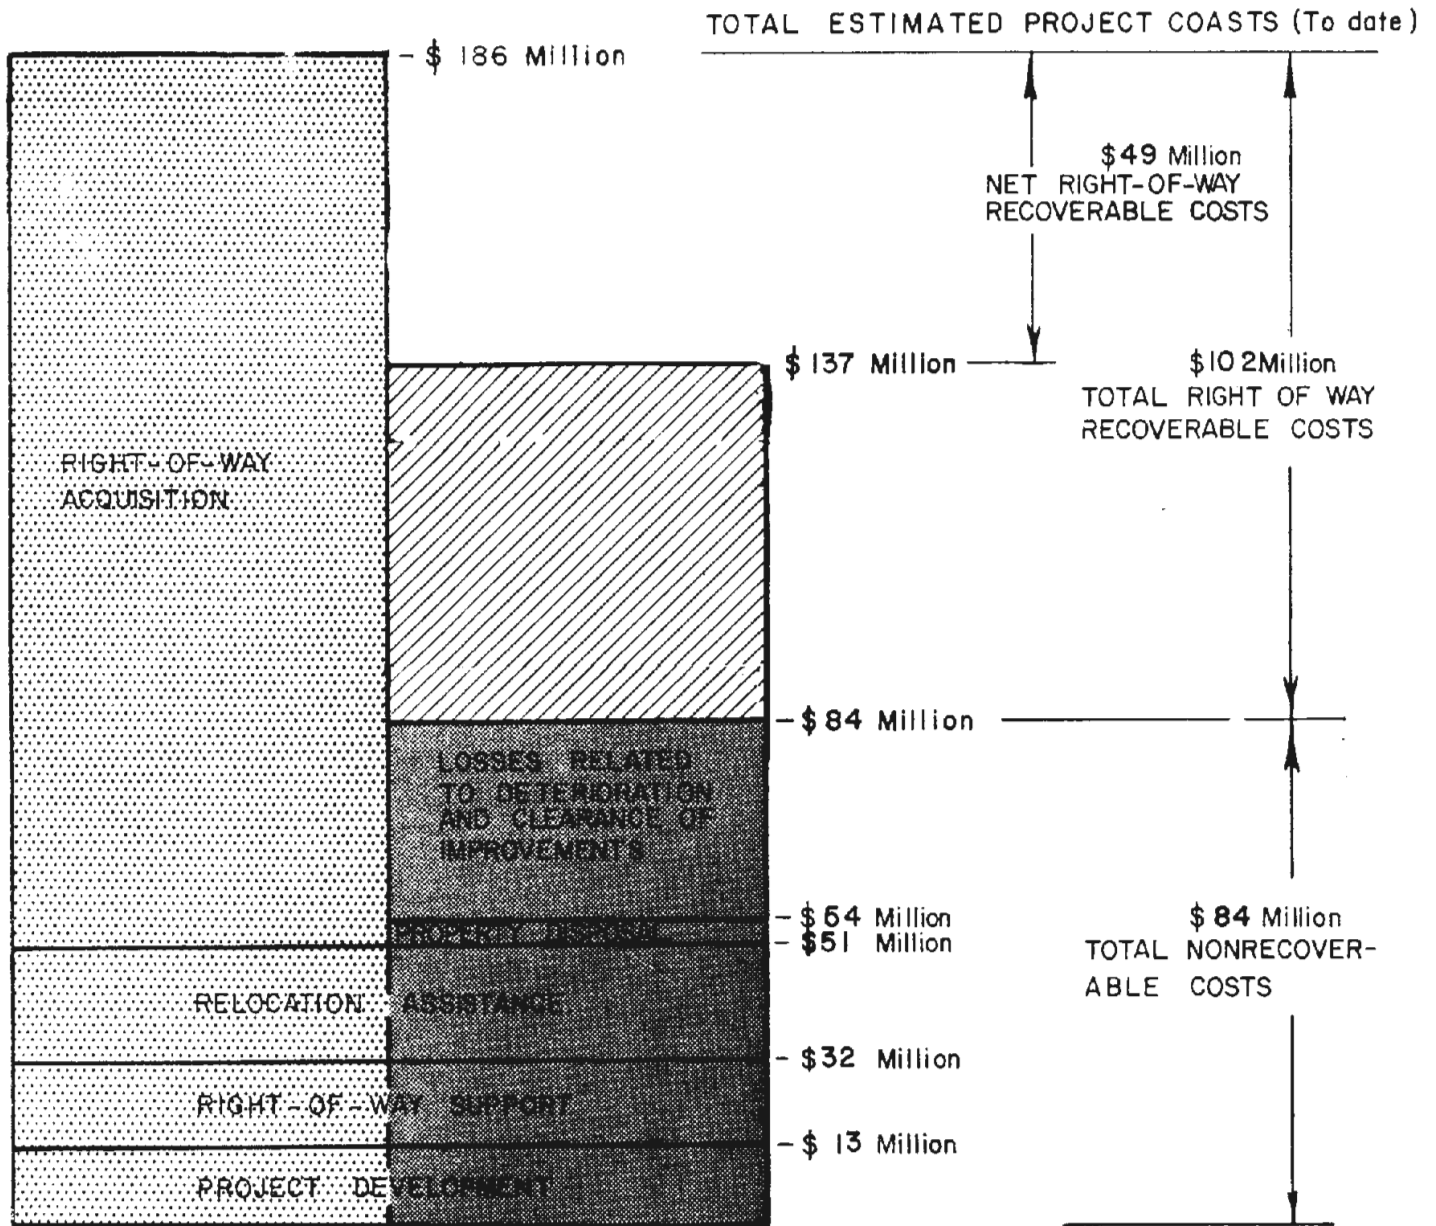 TOTAL ESTIMATED PROJECT COASTS (To date)
- $ 186 Million
$49 Million
NET RIGHT-OF-WAY
RECOVERABLE COSTS
$ 137 Million
$102Million
TOTAL RIGHT OF WAY
RECOVERABLE COSTS
RIGHT-OF-WAY
ACQUISITION
- $84 Million
LOSSES RELATED
TO DETERIORATION
AND CLEARANCE OF
IMPROVEMENTS
- $54 Million
PROPERTY DISPOSAL
- $51 Million
$84 Million
TOTAL NONRECOVER-
ABLE COSTS
RELOCATION ASSISTANCE
- $32 Million
RIGHT-OF-WAY SUPPORT
- $ 13 Million
PROJECT DEVELOPMENT